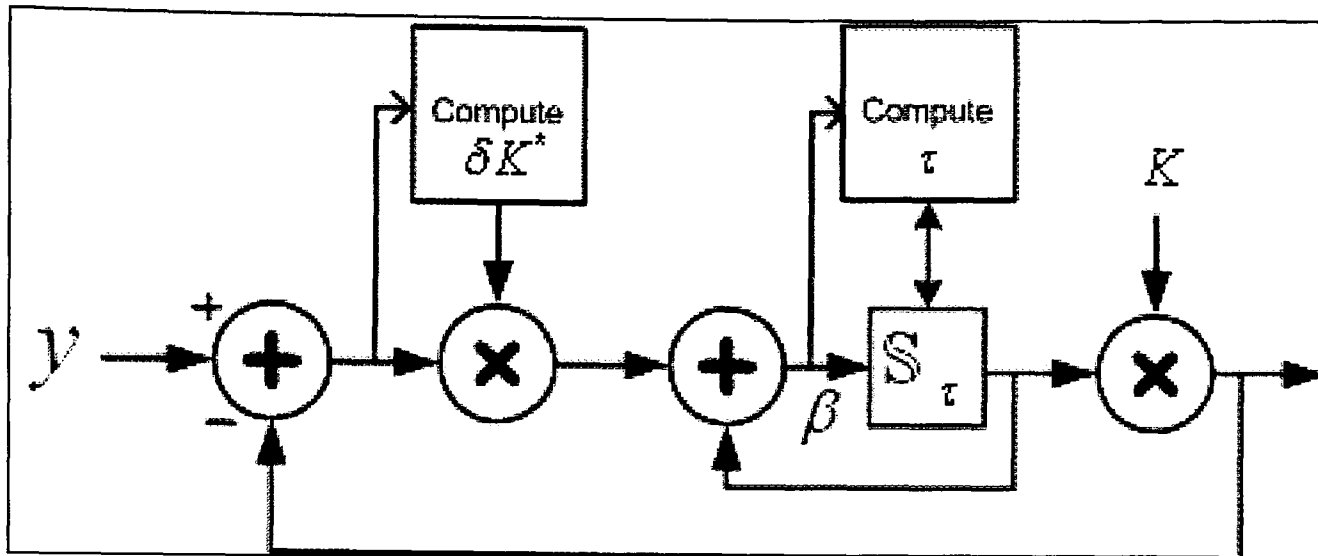 Compute
δK*
Compute
τ
K
y
+
+
−
×
+
β
S τ
×